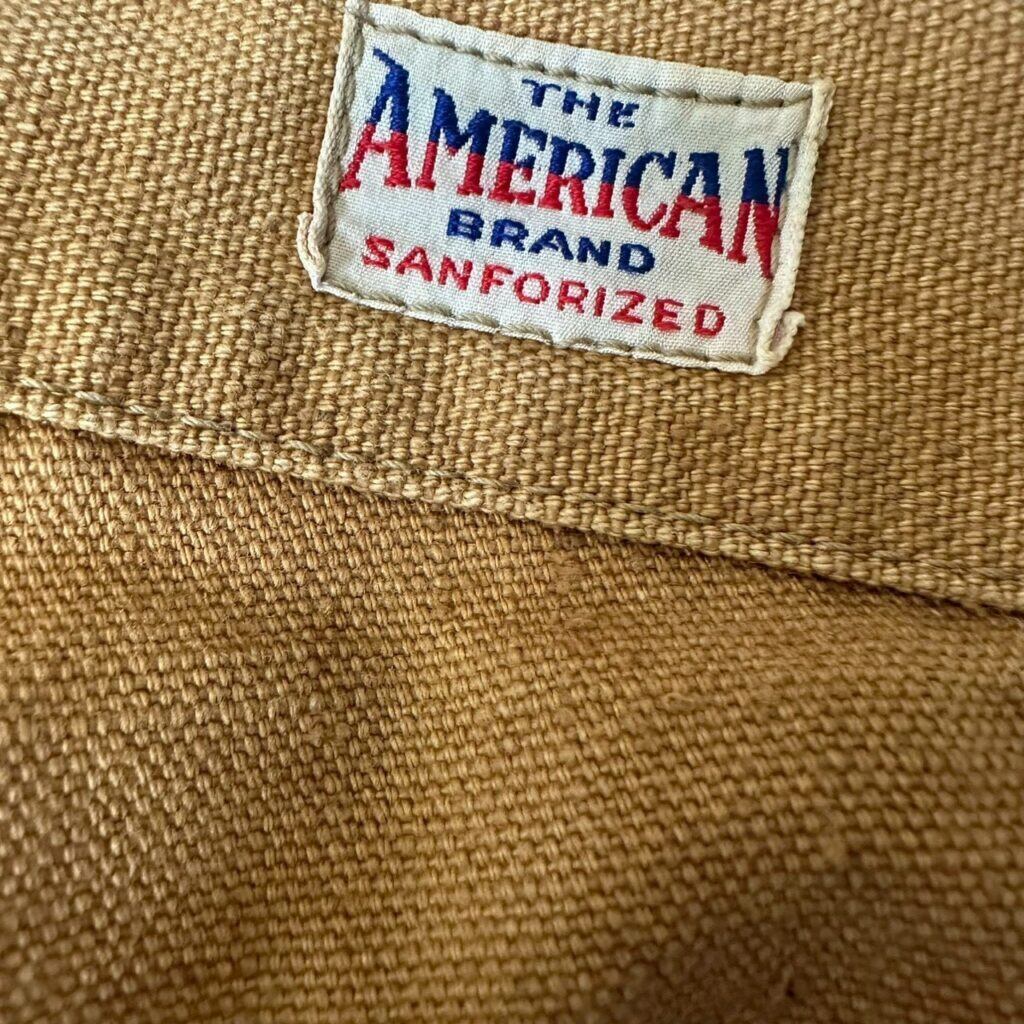 THE
AMERICAN
BRAND
SANFORIZED